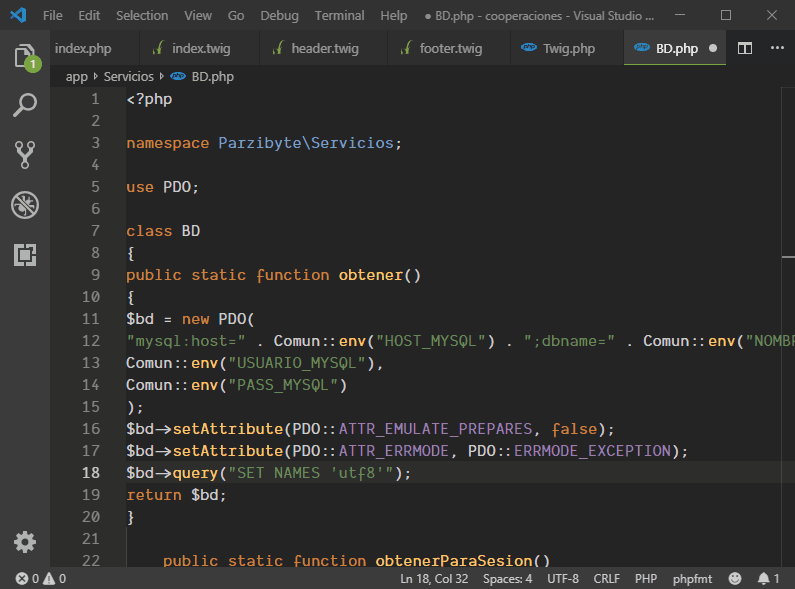 File Edit Selection View Go Debug Terminal Help ● BD.php - cooperaciones - Visual Studio ...
index.php index.twig header.twig footer.twig Twig.php BD.php
1
app Servicios BD.php
1 <?php
2
3 namespace Parzibyte\Servicios;
4
5 use PDO;
6
7 class BD
8 {
9 public static function obtener()
10 {
11 $bd = new PDO(
12 "mysql:host=" . Comun::env("HOST_MYSQL") . ";dbname=" . Comun::env("NOMBR
13 Comun::env("USUARIO_MYSQL"),
14 Comun::env("PASS_MYSQL")
15 );
16 $bd->setAttribute(PDO::ATTR_EMULATE_PREPARES, false);
17 $bd->setAttribute(PDO::ATTR_ERRMODE, PDO::ERRMODE_EXCEPTION);
18 $bd->query("SET NAMES 'utf8'");
19 return $bd;
20 }
21
22 public static function obtenerParaSesion()
0 0 Ln 18, Col 32 Spaces: 4 UTF-8 CRLF PHP phpfmt 1